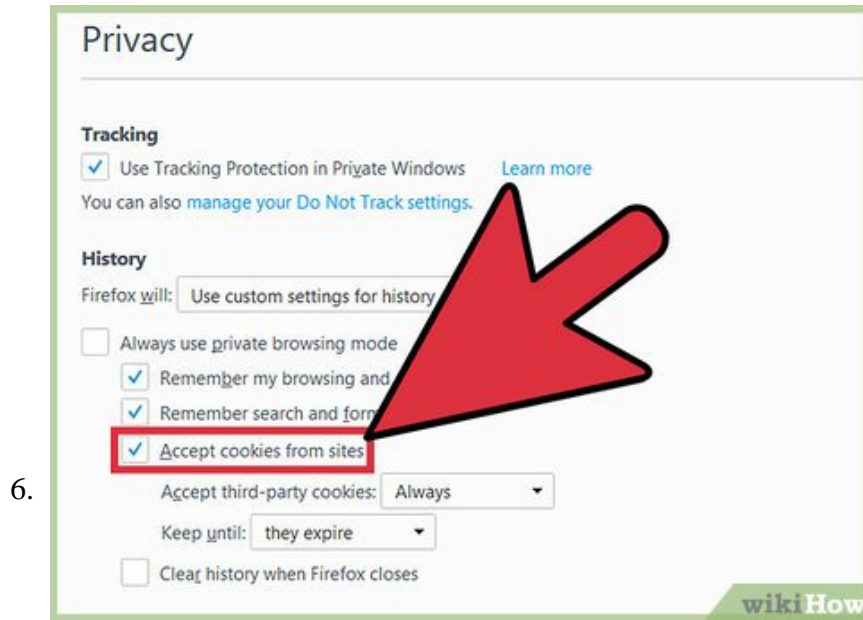 Privacy
Tracking
Use Tracking Protection in Private Windows Learn more
You can also manage your Do Not Track settings.
History
Firefox will: Use custom settings for history
Always use private browsing mode
Remember my browsing and
Remember search and form
Accept cookies from sites
6.
Accept third-party cookies: Always
Keep until: they expire
Clear history when Firefox closes
wikiHow